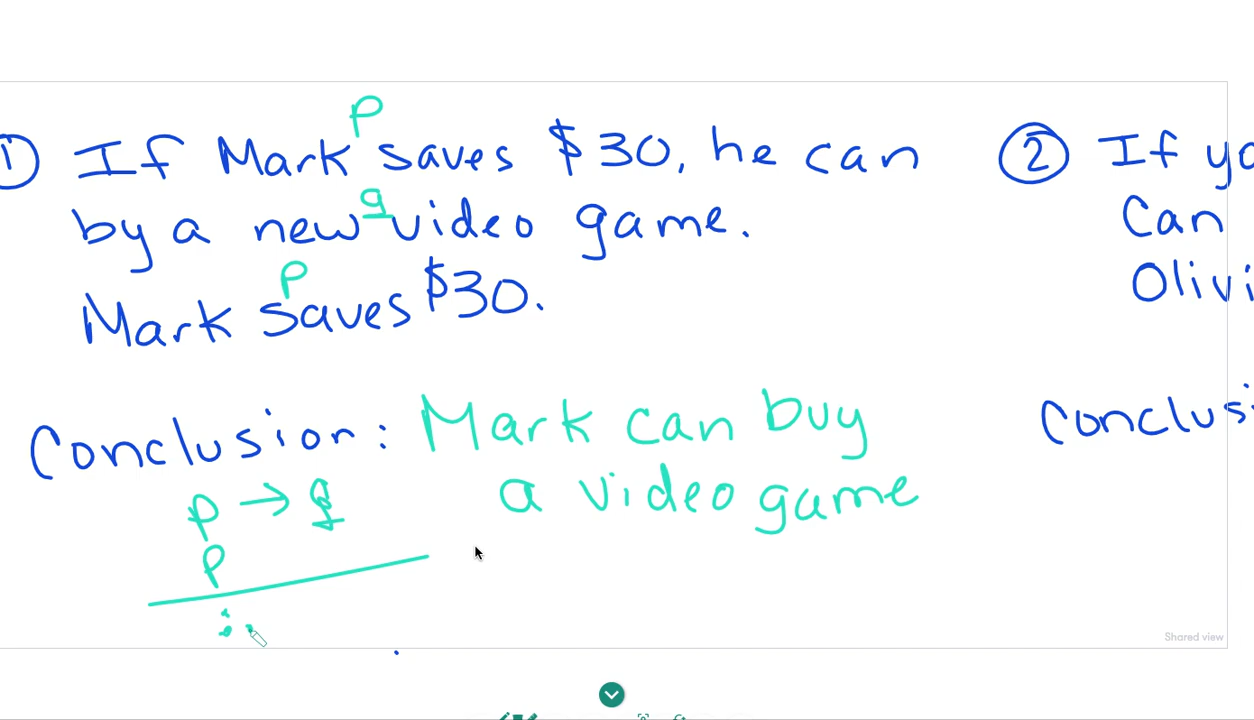 p
① If Mark saves $30, he can
q
by a new video game.
p
Mark saves $30.
Conclusion: Mark can buy
a video game
p → q
p
② If yo
Can
Olivi
Conclus
Shared view